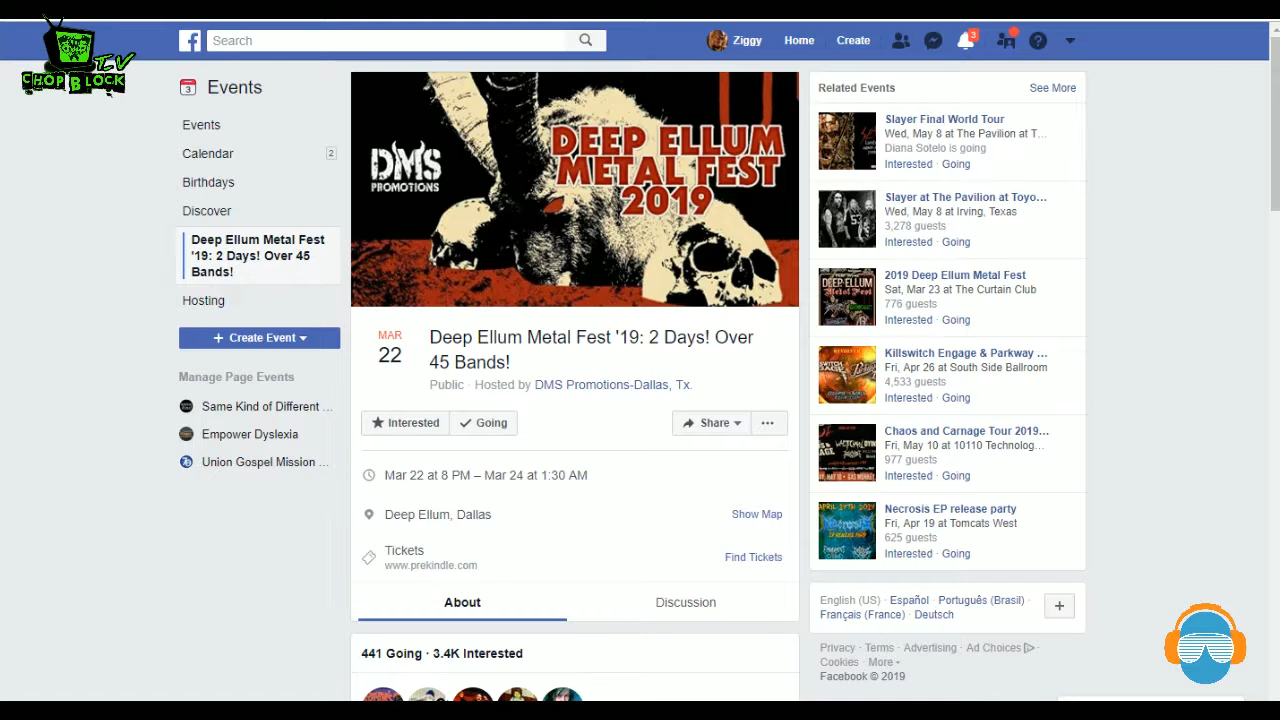 TV
CHOP BLOCK
Search
Ziggy
Home
Create
3
3
Events
Events
Calendar
2
Birthdays
Discover
Deep Ellum Metal Fest
'19: 2 Days! Over 45
Bands!
Hosting
+ Create Event
Manage Page Events
Same Kind of Different ...
Empower Dyslexia
Union Gospel Mission ...
DMS
PROMOTIONS
DEEP ELLUM
METAL FEST
2019
MAR
22
Deep Ellum Metal Fest '19: 2 Days! Over
45 Bands!
Public · Hosted by DMS Promotions-Dallas, Tx.
Interested
Going
Share
Mar 22 at 8 PM – Mar 24 at 1:30 AM
Deep Ellum, Dallas
Show Map
Tickets
www.prekindle.com
Find Tickets
About
Discussion
441 Going · 3.4K Interested
Related Events
See More
Slayer Final World Tour
Wed, May 8 at The Pavilion at T...
Diana Sotelo is going
Interested · Going
Slayer at The Pavilion at Toyo...
Wed, May 8 at Irving, Texas
3,278 guests
Interested · Going
2019 Deep Ellum Metal Fest
Sat, Mar 23 at The Curtain Club
776 guests
Interested · Going
Killswitch Engage & Parkway ...
Fri, Apr 26 at South Side Ballroom
4,533 guests
Interested · Going
Chaos and Carnage Tour 2019...
Fri, May 10 at 10110 Technolog...
977 guests
Interested · Going
Necrosis EP release party
Fri, Apr 19 at Tomcats West
625 guests
Interested · Going
English (US) · Español · Português (Brasil) ·
Français (France) · Deutsch
Privacy · Terms · Advertising · Ad Choices ·
Cookies · More
Facebook © 2019